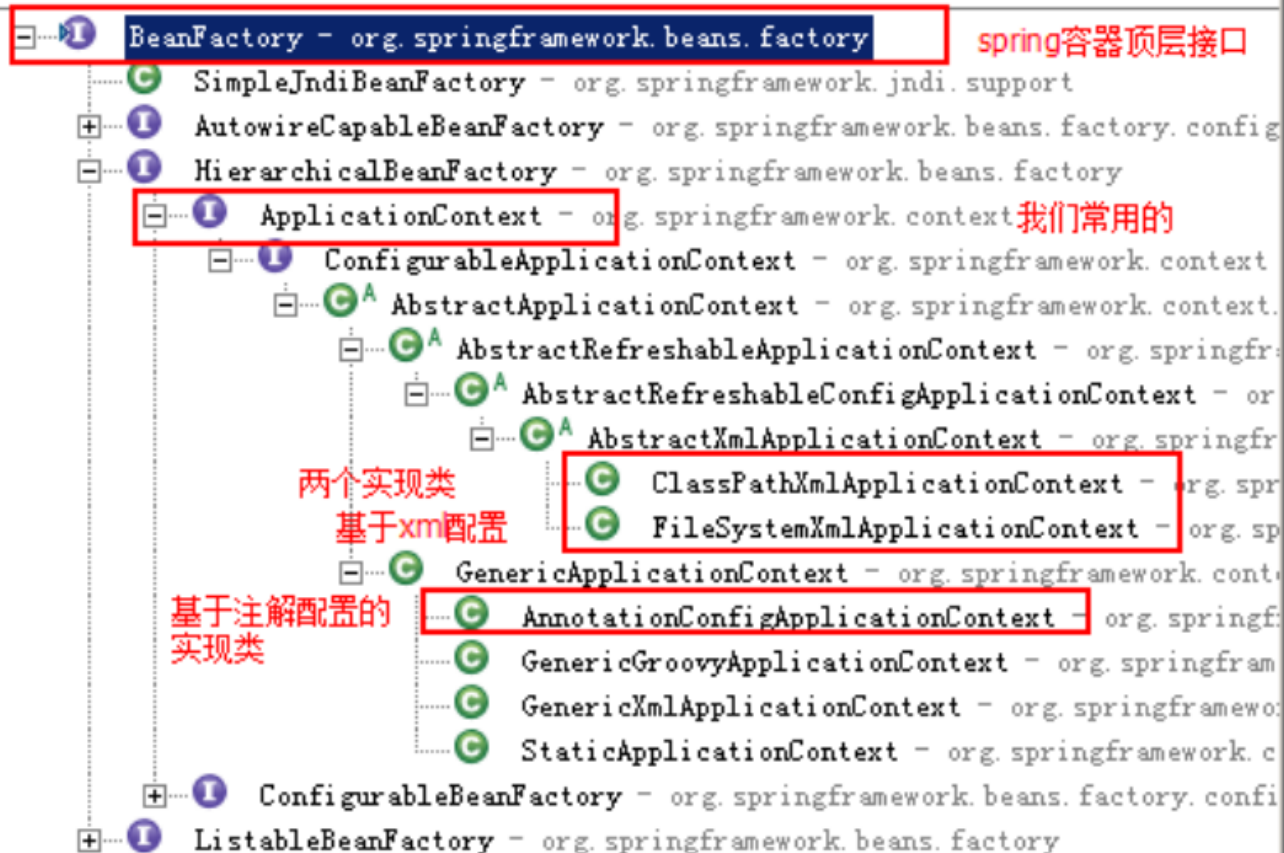 BeanFactory - org.springframework.beans.factory spring容器顶层接口
SimpleJndiBeanFactory - org.springframework.jndi.support
AutowireCapableBeanFactory - org.springframework.beans.factory.config
HierarchicalBeanFactory - org.springframework.beans.factory
ApplicationContext - org.springframework.context 我们常用的
ConfigurableApplicationContext - org.springframework.context
AbstractApplicationContext - org.springframework.context.
AbstractRefreshableApplicationContext - org.springfr
AbstractRefreshableConfigApplicationContext - or
AbstractXmlApplicationContext - org.springfr
两个实现类 ClassPathXmlApplicationContext - org.spr
基于xml配置 FileSystemXmlApplicationContext - org.sp
GenericApplicationContext - org.springframework.cont
基于注解配置的 AnnotationConfigApplicationContext - org.springf
实现类 GenericGroovyApplicationContext - org.springfram
GenericXmlApplicationContext - org.springframewo
StaticApplicationContext - org.springframework.c
ConfigurableBeanFactory - org.springframework.beans.factory.confi
ListableBeanFactory - org.springframework.beans.factory